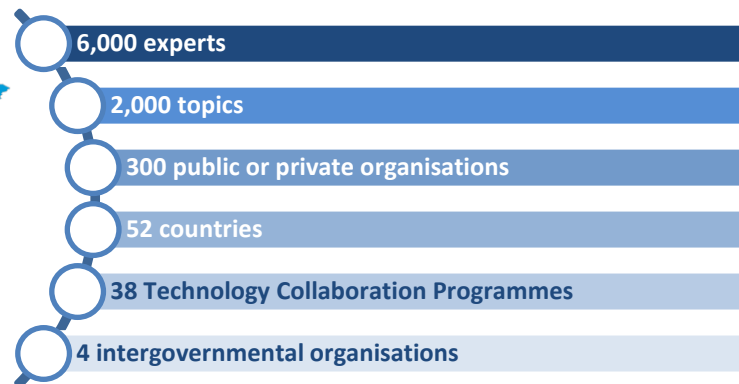 6,000 experts
2,000 topics
300 public or private organisations
52 countries
38 Technology Collaboration Programmes
4 intergovernmental organisations